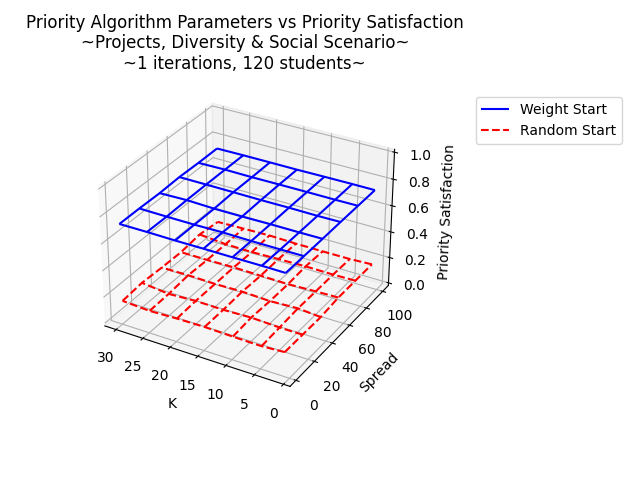 Priority Algorithm Parameters vs Priority Satisfaction
~Projects, Diversity & Social Scenario~
~1 iterations, 120 students~
Weight Start
Random Start
1.0
0.8
0.6
0.4
0.2
0.0
Priority Satisfaction
100
80
60
40
20
0
Spread
30
25
20
15
10
5
0
K